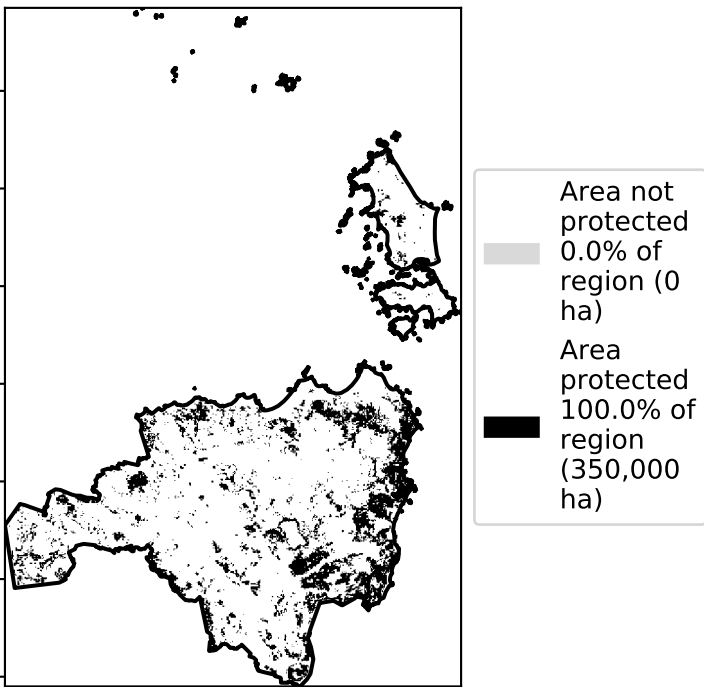 Area not
protected
0.0% of
region (0
ha)
Area
protected
100.0% of
region
(350,000
ha)